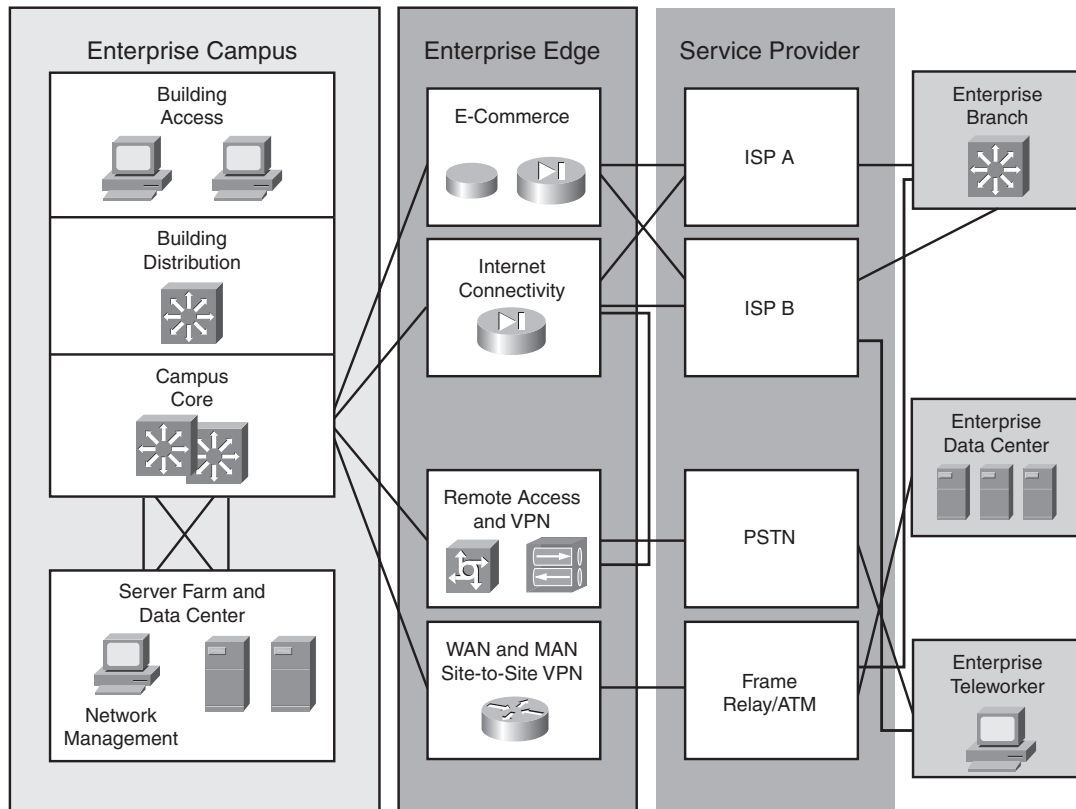 Enterprise Campus
Building
Access
Building
Distribution
Campus
Core
Server Farm and
Data Center
Network
Management
Enterprise Edge
E-Commerce
Internet
Connectivity
Remote Access
and VPN
WAN and MAN
Site-to-Site VPN
Service Provider
ISP A
ISP B
PSTN
Frame
Relay/ATM
Enterprise
Branch
Enterprise
Data Center
Enterprise
Teleworker